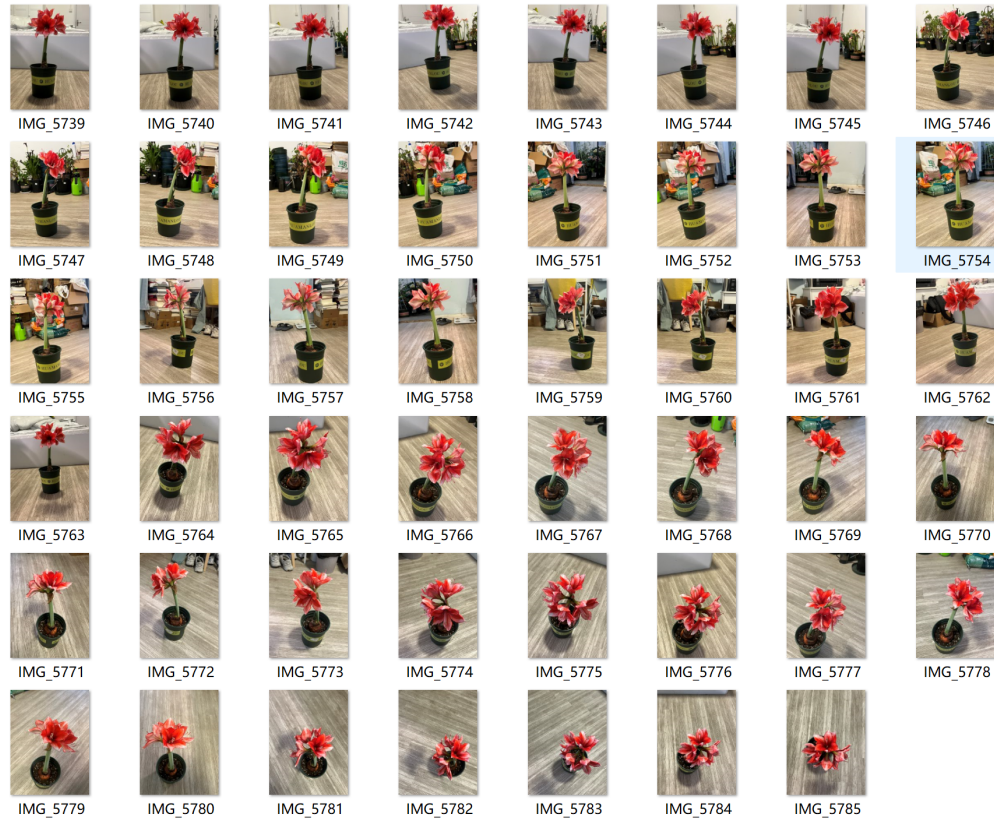 IMG_5739 IMG_5740 IMG_5741 IMG_5742 IMG_5743 IMG_5744 IMG_5745 IMG_5746
IMG_5747 IMG_5748 IMG_5749 IMG_5750 IMG_5751 IMG_5752 IMG_5753 IMG_5754
IMG_5755 IMG_5756 IMG_5757 IMG_5758 IMG_5759 IMG_5760 IMG_5761 IMG_5762
IMG_5763 IMG_5764 IMG_5765 IMG_5766 IMG_5767 IMG_5768 IMG_5769 IMG_5770
IMG_5771 IMG_5772 IMG_5773 IMG_5774 IMG_5775 IMG_5776 IMG_5777 IMG_5778
IMG_5779 IMG_5780 IMG_5781 IMG_5782 IMG_5783 IMG_5784 IMG_5785